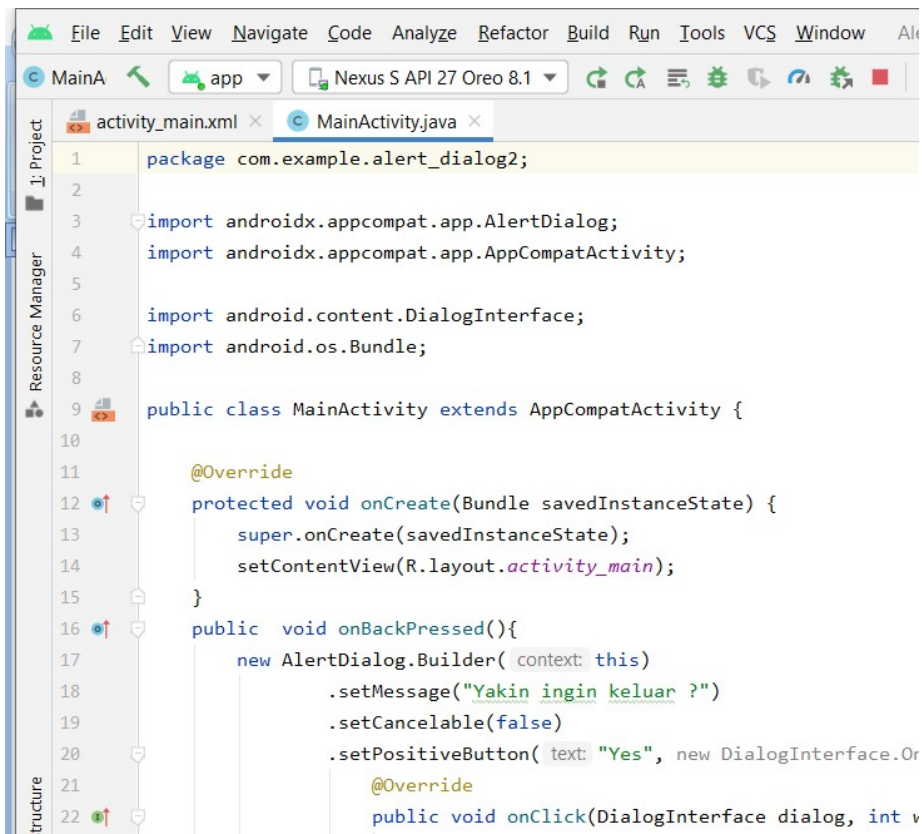 File Edit View Navigate Code Analyze Refactor Build Run Tools VCS Window
MainA app Nexus S API 27 Oreo 8.1
activity_main.xml MainActivity.java
1: Project
Resource Manager
1 package com.example.alert_dialog2;
2
3 import androidx.appcompat.app.AlertDialog;
4 import androidx.appcompat.app.AppCompatActivity;
5
6 import android.content.DialogInterface;
7 import android.os.Bundle;
8
9 public class MainActivity extends AppCompatActivity {
10
11 @Override
12 protected void onCreate(Bundle savedInstanceState) {
13 super.onCreate(savedInstanceState);
14 setContentView(R.layout.activity_main);
15 }
16 public void onBackPressed(){
17 new AlertDialog.Builder( context: this)
18 .setMessage("Yakin ingin keluar ?")
19 .setCancelable(false)
20 .setPositiveButton( text: "Yes", new DialogInterface.
21 @Override
22 public void onClick(DialogInterface dialog, int